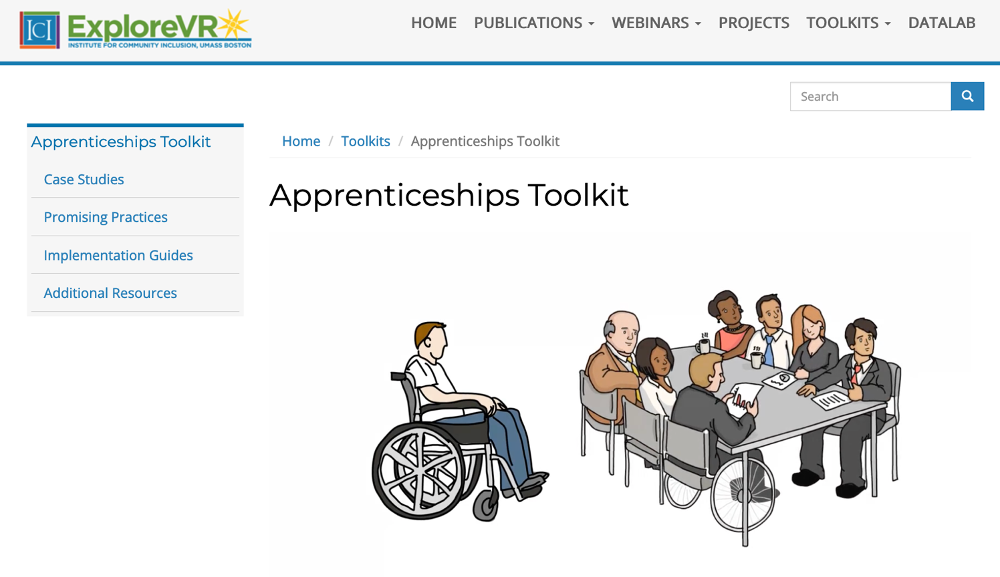 ICI
ExploreVR
INSTITUTE FOR COMMUNITY INCLUSION, UMASS BOSTON
HOME PUBLICATIONS WEBINARS PROJECTS TOOLKITS DATALAB
Search
Apprenticeships Toolkit
Case Studies
Promising Practices
Implementation Guides
Additional Resources
Home / Toolkits / Apprenticeships Toolkit
Apprenticeships Toolkit